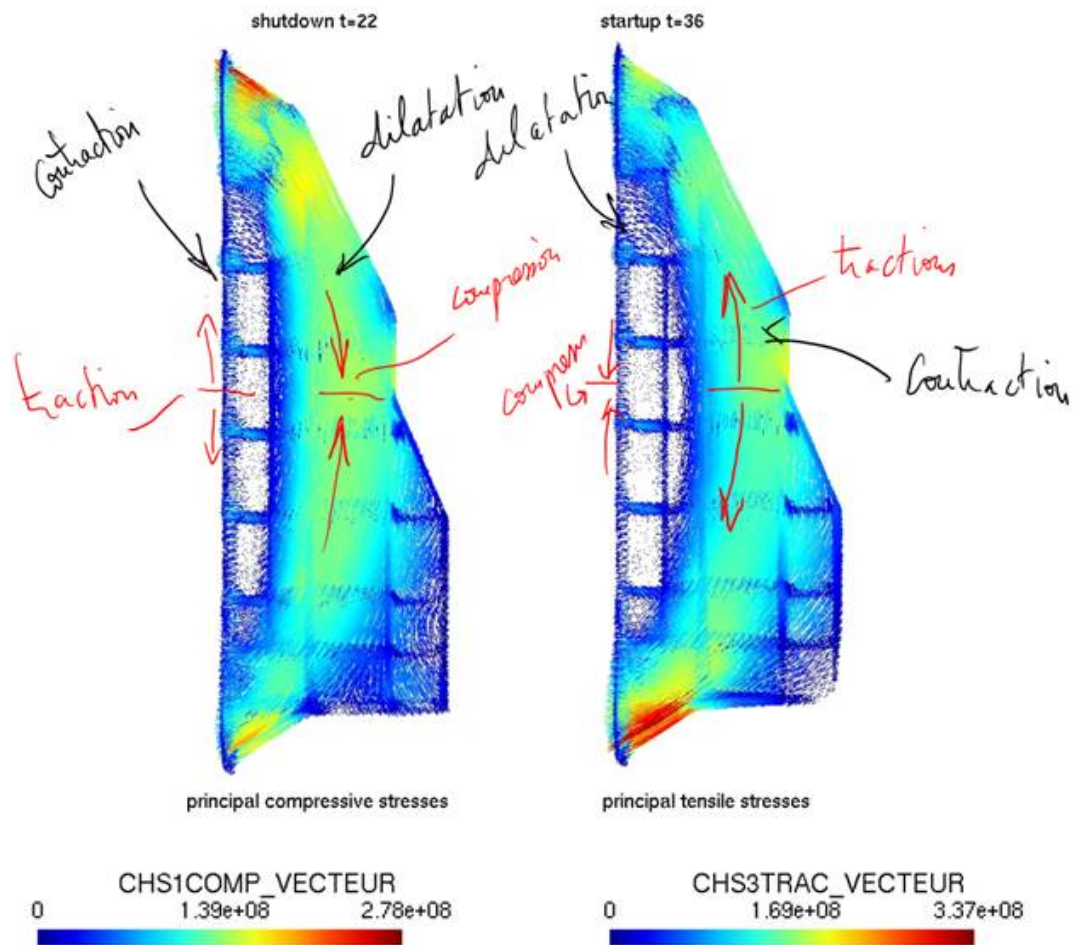 shutdown t=22
startup t=36
contraction
dilatation
dilatation
compression
traction
tractions
contraction
principal compressive stresses
principal tensile stresses
CHS1COMP_VECTEUR
0 1.39e+08 2.78e+08
CHS3TRAC_VECTEUR
0 1.69e+08 3.37e+08